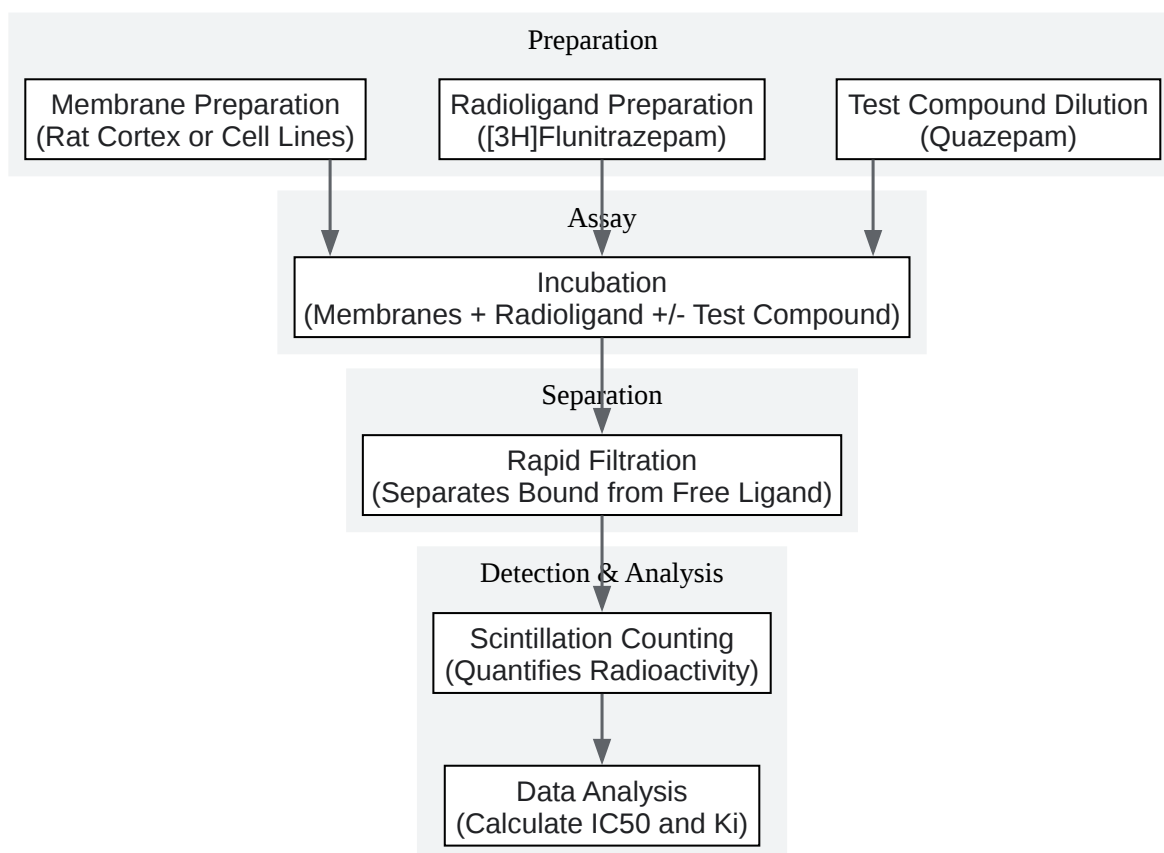 Preparation
Membrane Preparation
(Rat Cortex or Cell Lines)
Radioligand Preparation
([3H]Flunitrazepam)
Test Compound Dilution
(Quazepam)
Assay
Incubation
(Membranes + Radioligand +/- Test Compound)
Separation
Rapid Filtration
(Separates Bound from Free Ligand)
Detection & Analysis
Scintillation Counting
(Quantifies Radioactivity)
Data Analysis
(Calculate IC50 and Ki)